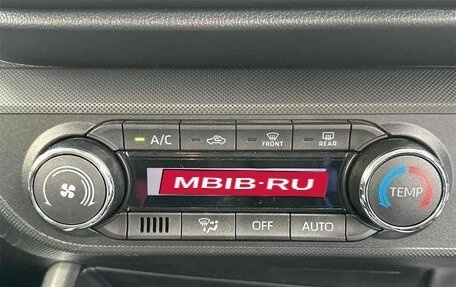 A/C
FRONT
REAR
MBIB·RU
TEMP
OFF
AUTO